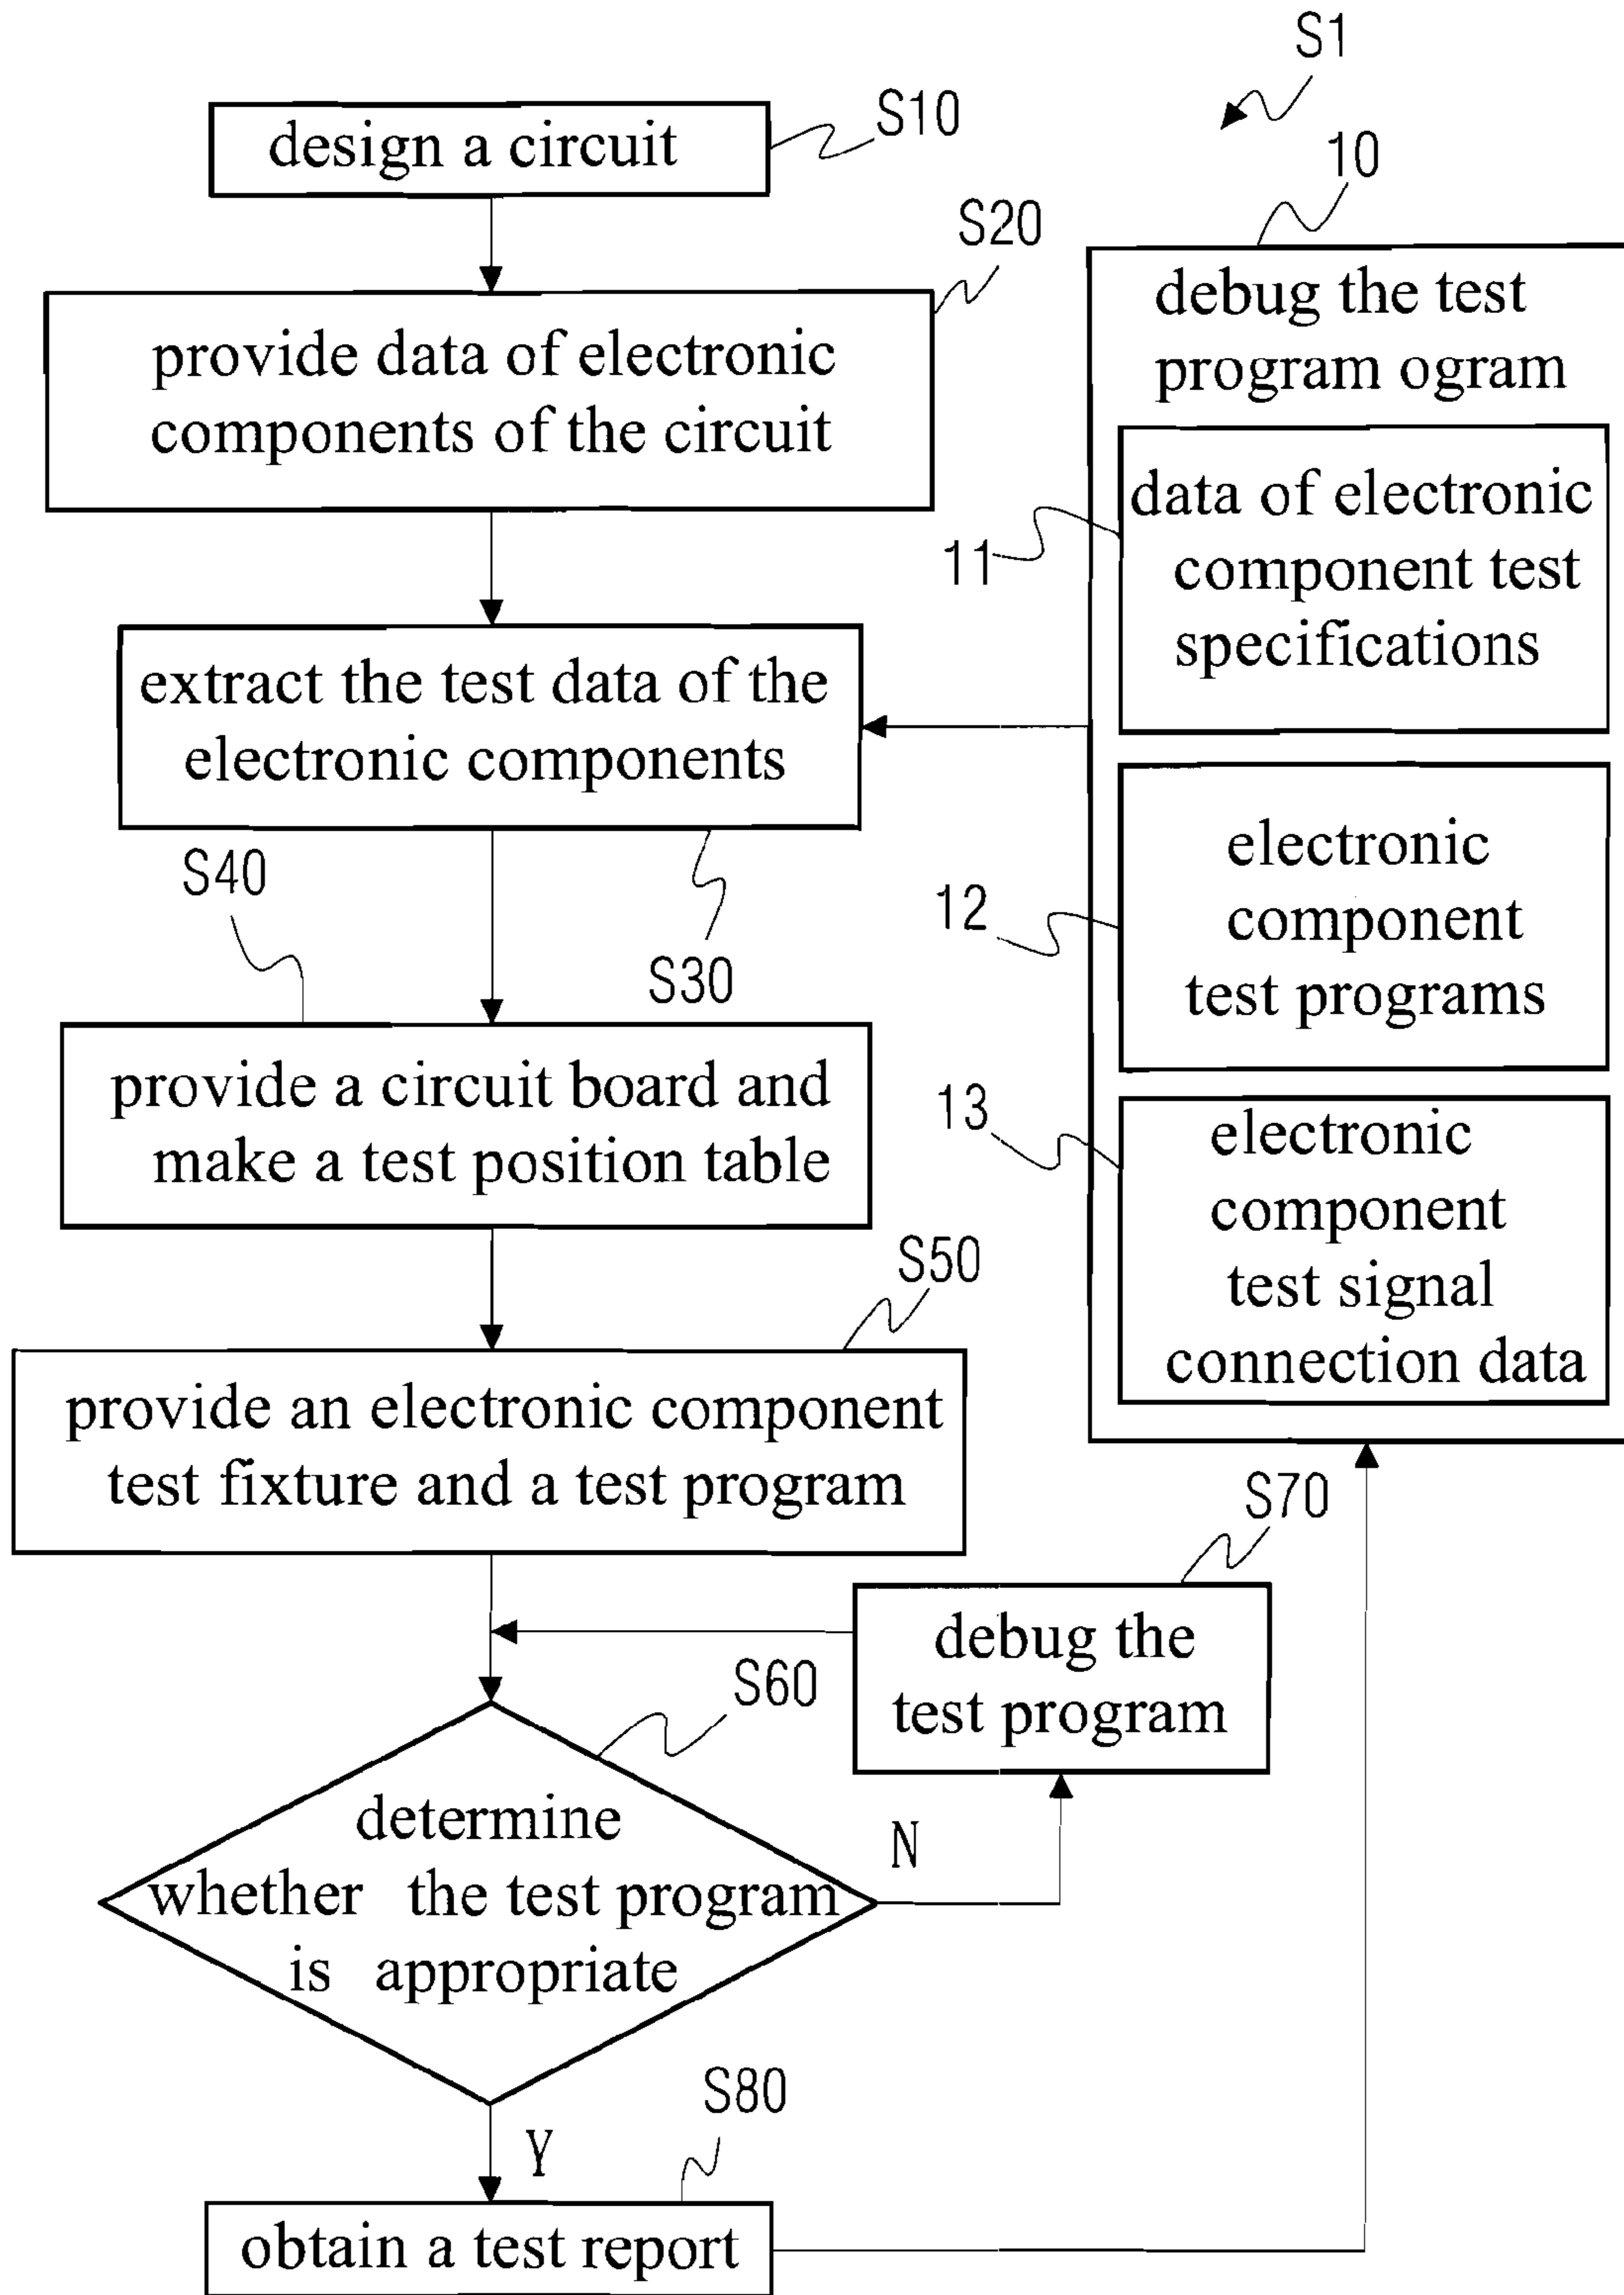 S1
design a circuit
S10
10
S20
provide data of electronic
components of the circuit
debug the test
program ogram
11
data of electronic
component test
specifications
extract the test data of the
electronic components
S30
12
electronic
component
test programs
S40
provide a circuit board and
make a test position table
13
electronic
component
test signal
connection data
S50
provide an electronic component
test fixture and a test program
S70
debug the
test program
S60
determine
whether the test program
is appropriate
N
Y
S80
obtain a test report